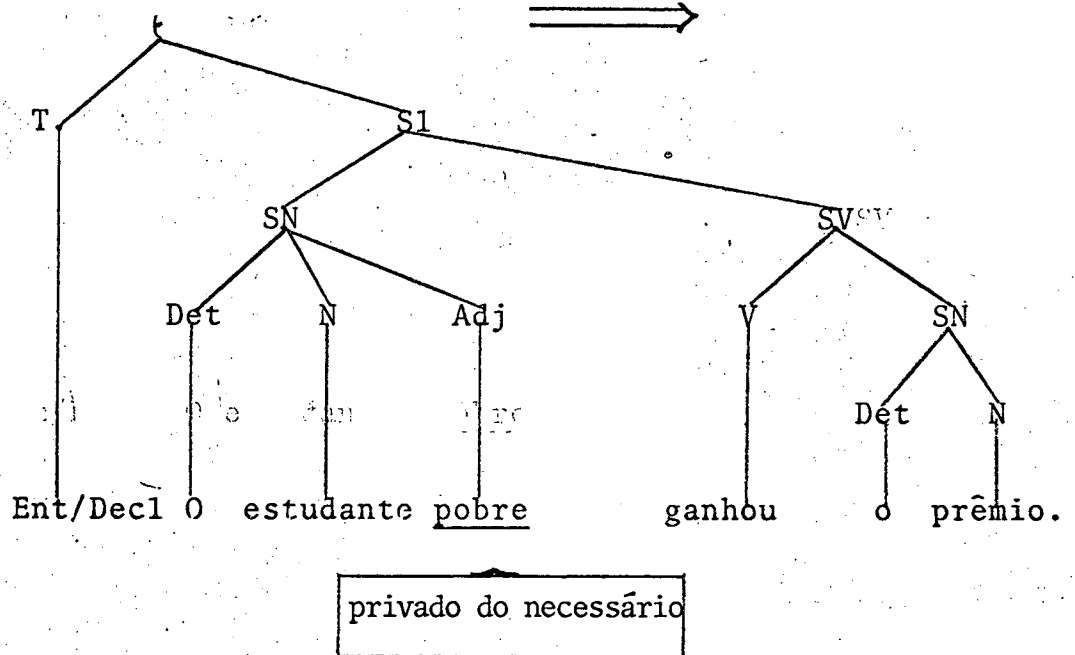 t
T S1
SN SV
Det N Adj V SN
Det N
Ent/Decl O estudante pobre ganhou o prêmio.
privado do necessário